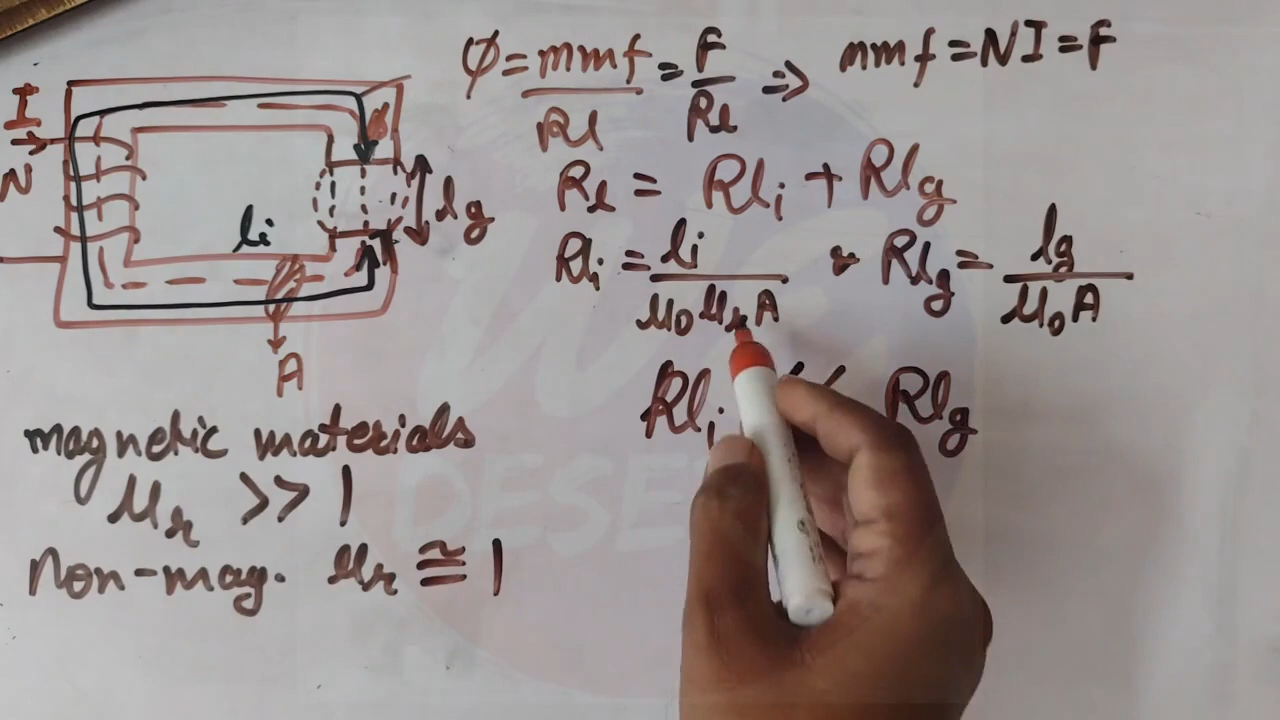 φ = mmf/Rl = F/Rl ⇒ mmf = NI = F
I
N
φ
lg
li
A
Rl = Rli + Rlg
Rli = li/μ0μrA & Rlg = lg/μ0A
Rli << Rlg
magnetic materials
μr >> 1
Non-mag. μr ≅ 1
DESE